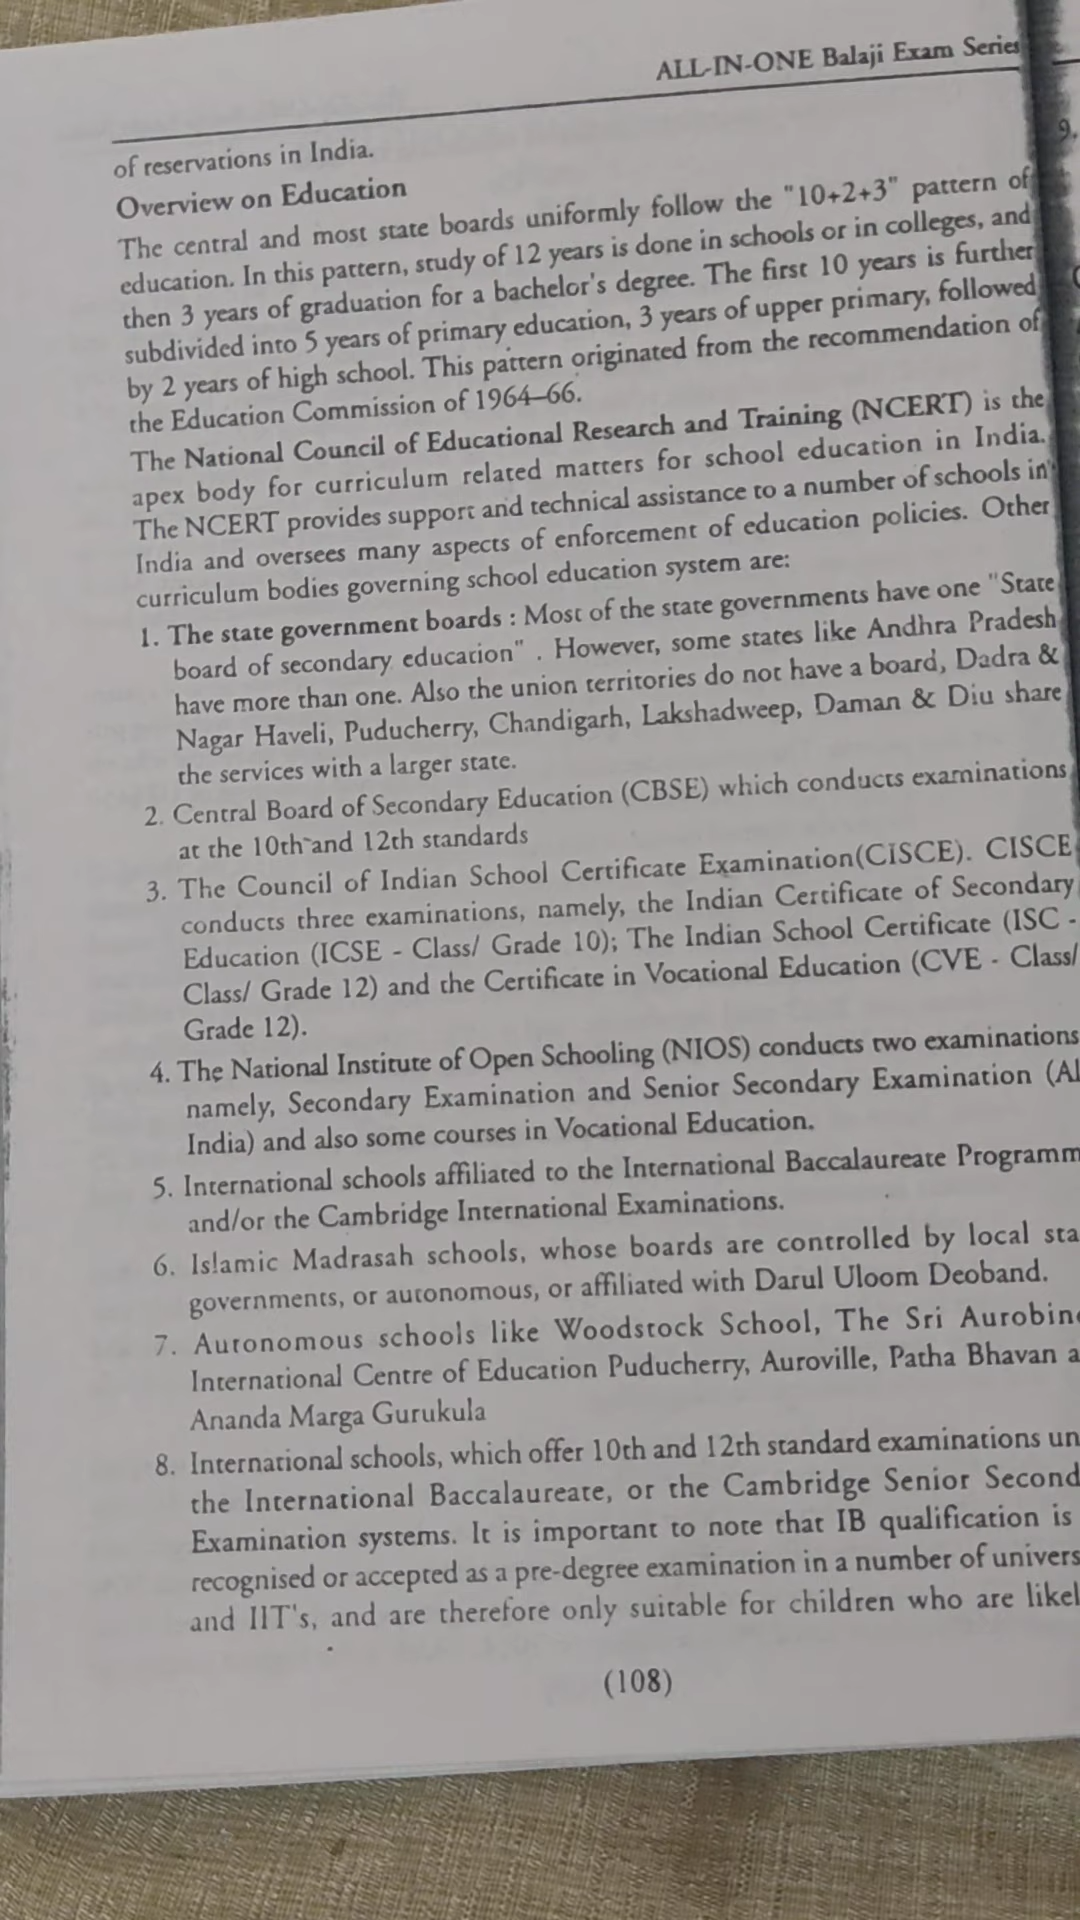 ALL-IN-ONE Balaji Exam Series
of reservations in India.
Overview on Education
The central and most state boards uniformly follow the "10+2+3" pattern of
education. In this pattern, study of 12 years is done in schools or in colleges, and
then 3 years of graduation for a bachelor's degree. The first 10 years is further
subdivided into 5 years of primary education, 3 years of upper primary, followed
by 2 years of high school. This pattern originated from the recommendation of
the Education Commission of 1964–66.
The National Council of Educational Research and Training (NCERT) is the
apex body for curriculum related matters for school education in India.
The NCERT provides support and technical assistance to a number of schools in
India and oversees many aspects of enforcement of education policies. Other
curriculum bodies governing school education system are:
1. The state government boards : Most of the state governments have one "State
board of secondary education" . However, some states like Andhra Pradesh
have more than one. Also the union territories do not have a board, Dadra &
Nagar Haveli, Puducherry, Chandigarh, Lakshadweep, Daman & Diu share
the services with a larger state.
2. Central Board of Secondary Education (CBSE) which conducts examinations
at the 10th and 12th standards
3. The Council of Indian School Certificate Examination(CISCE). CISCE
conducts three examinations, namely, the Indian Certificate of Secondary
Education (ICSE - Class/ Grade 10); The Indian School Certificate (ISC -
Class/ Grade 12) and the Certificate in Vocational Education (CVE - Class/
Grade 12).
4. The National Institute of Open Schooling (NIOS) conducts two examinations
namely, Secondary Examination and Senior Secondary Examination (Al
India) and also some courses in Vocational Education.
5. International schools affiliated to the International Baccalaureate Programm
and/or the Cambridge International Examinations.
6. Islamic Madrasah schools, whose boards are controlled by local sta
governments, or autonomous, or affiliated with Darul Uloom Deoband.
7. Autonomous schools like Woodstock School, The Sri Aurobin
International Centre of Education Puducherry, Auroville, Patha Bhavan a
Ananda Marga Gurukula
8. International schools, which offer 10th and 12th standard examinations un
the International Baccalaureate, or the Cambridge Senior Second
Examination systems. It is important to note that IB qualification is
recognised or accepted as a pre-degree examination in a number of univers
and IIT's, and are therefore only suitable for children who are likel
(108)
9.